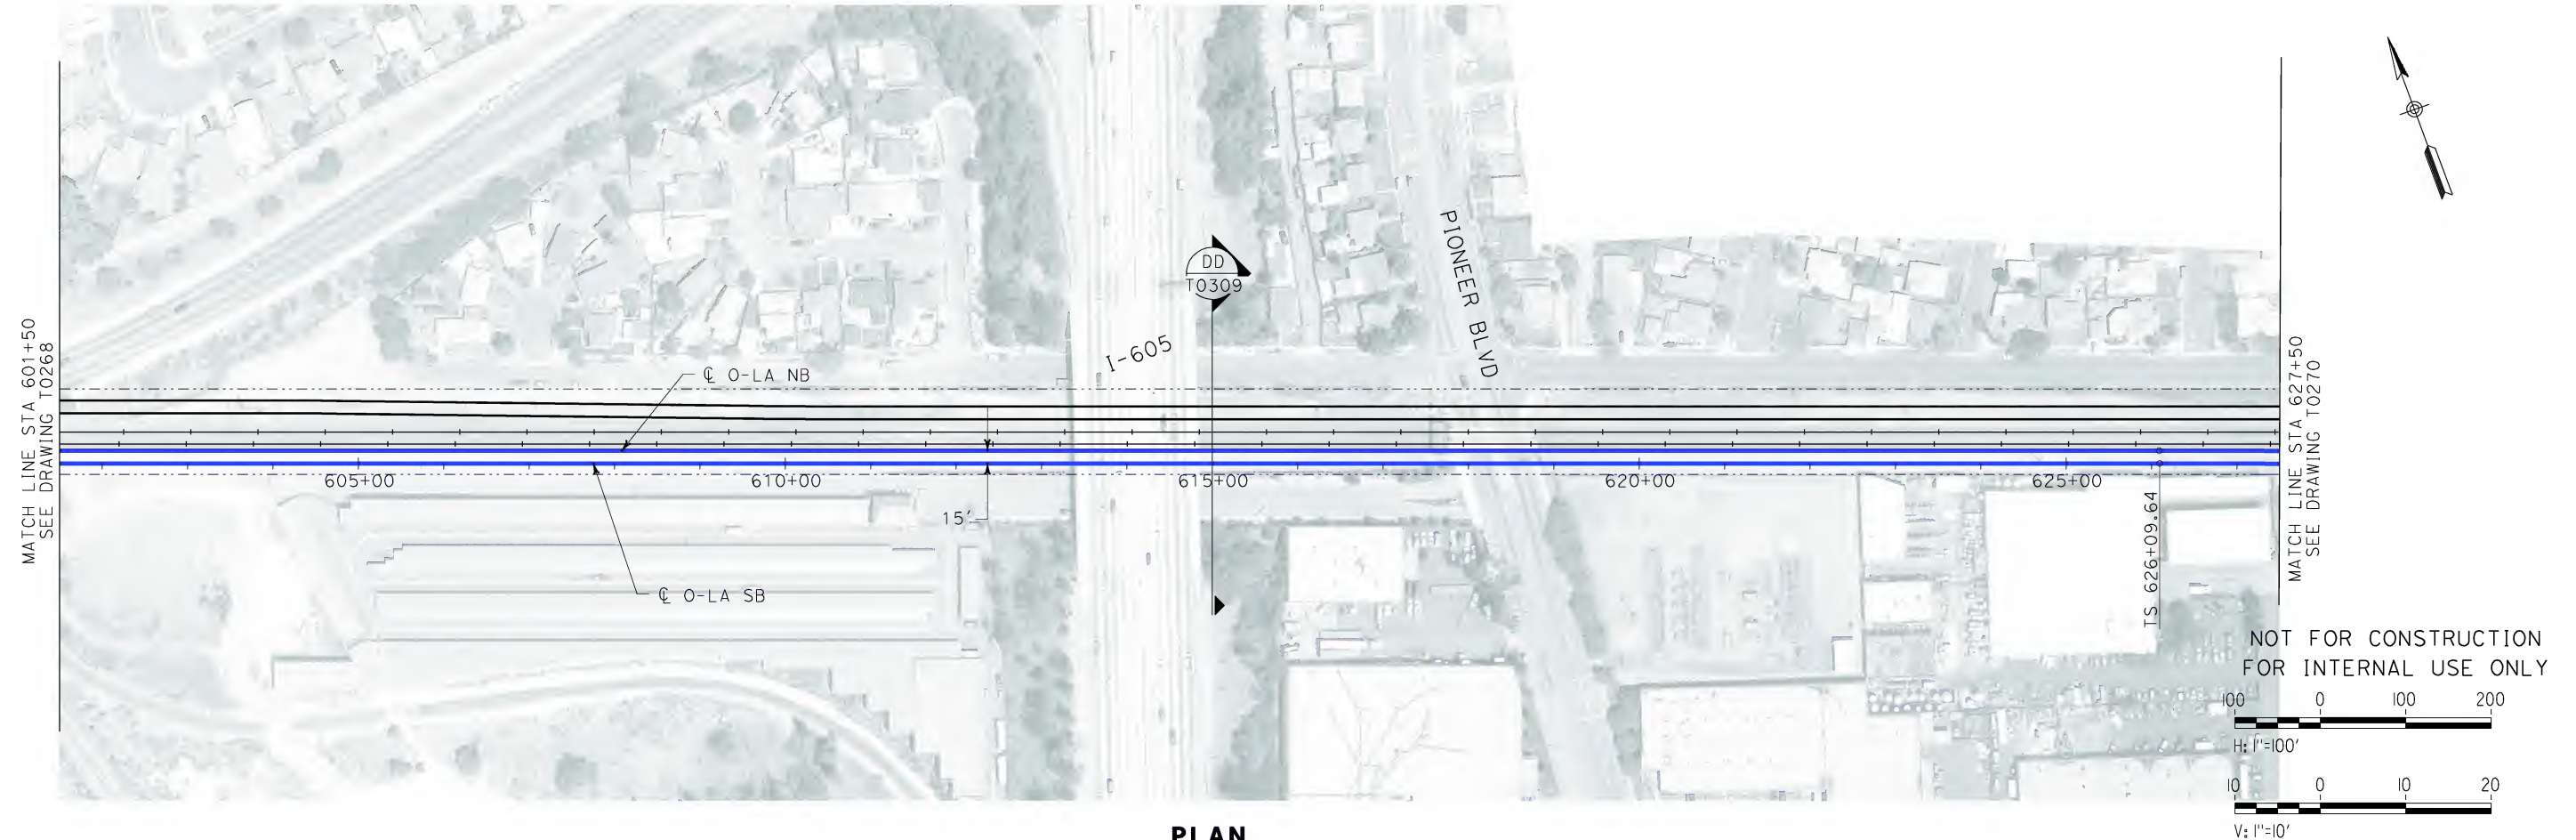 MATCH LINE STA 601+50
SEE DRAWING T0268
℄ O-LA NB
℄ O-LA SB
15'
I-605
DD
T0309
PIONEER BLVD
605+00
610+00
615+00
620+00
625+00
TS 626+09.64
MATCH LINE STA 627+50
SEE DRAWING T0270
NOT FOR CONSTRUCTION
FOR INTERNAL USE ONLY
100 0 100 200
H: 1"=100'
10 0 10 20
V: 1"=10'
PLAN